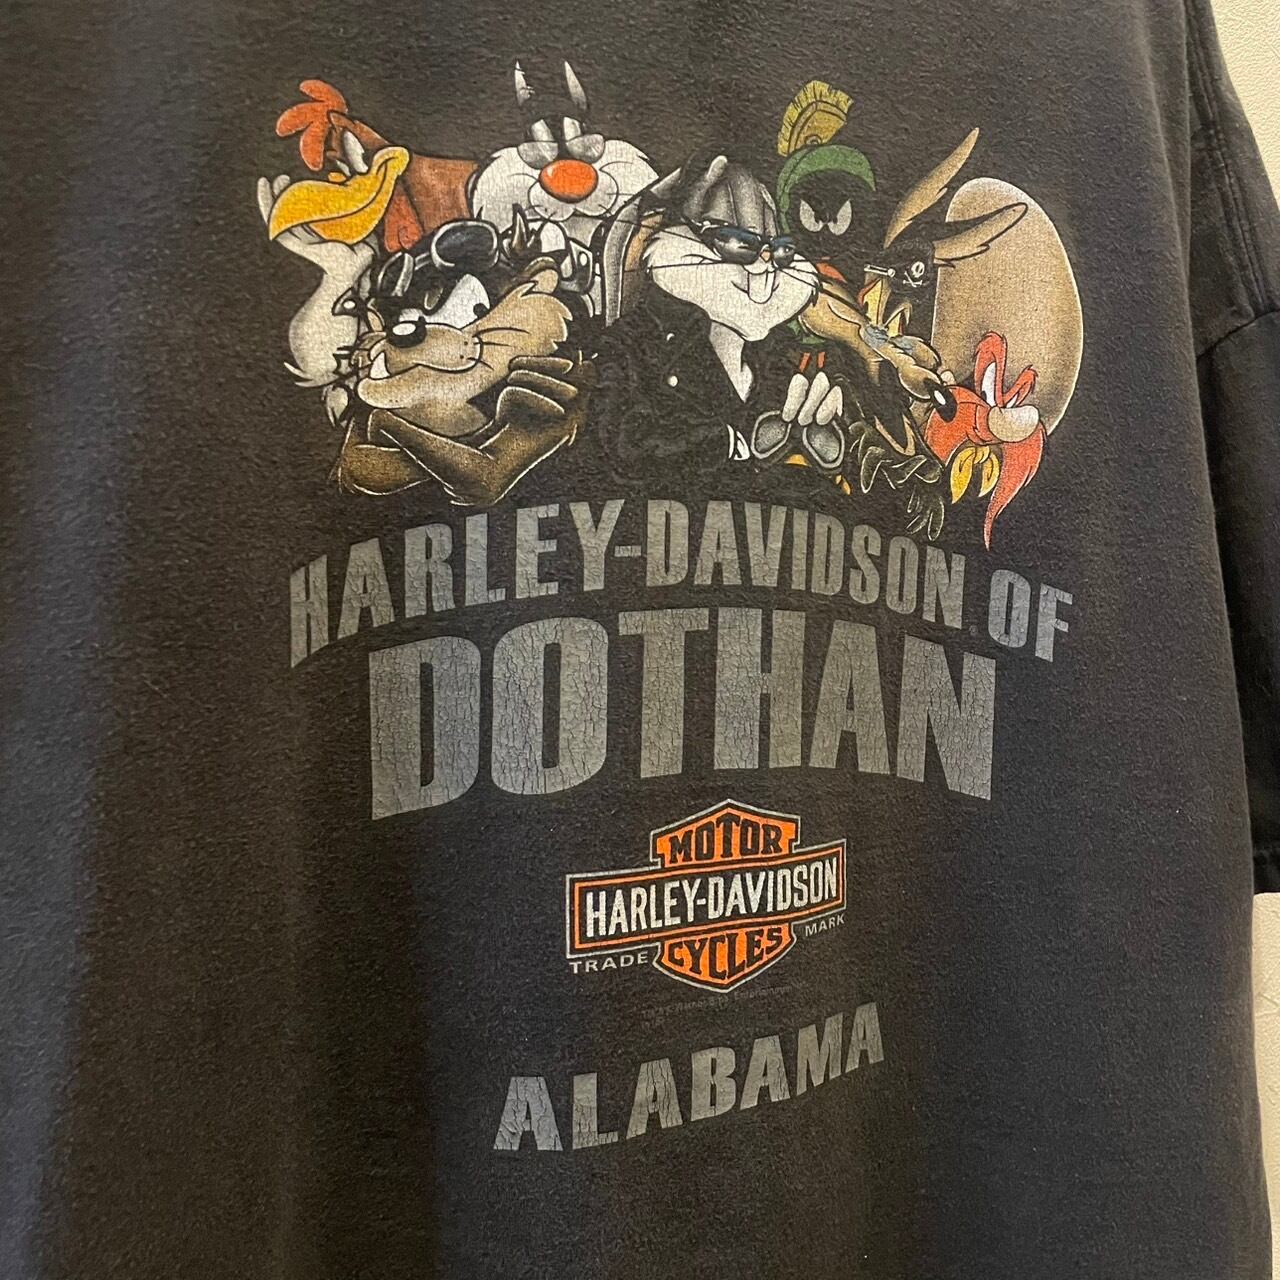 HARLEY-DAVIDSON OF
DOTHAN
MOTOR
HARLEY-DAVIDSON
CYCLES
TRADE MARK
ALABAMA